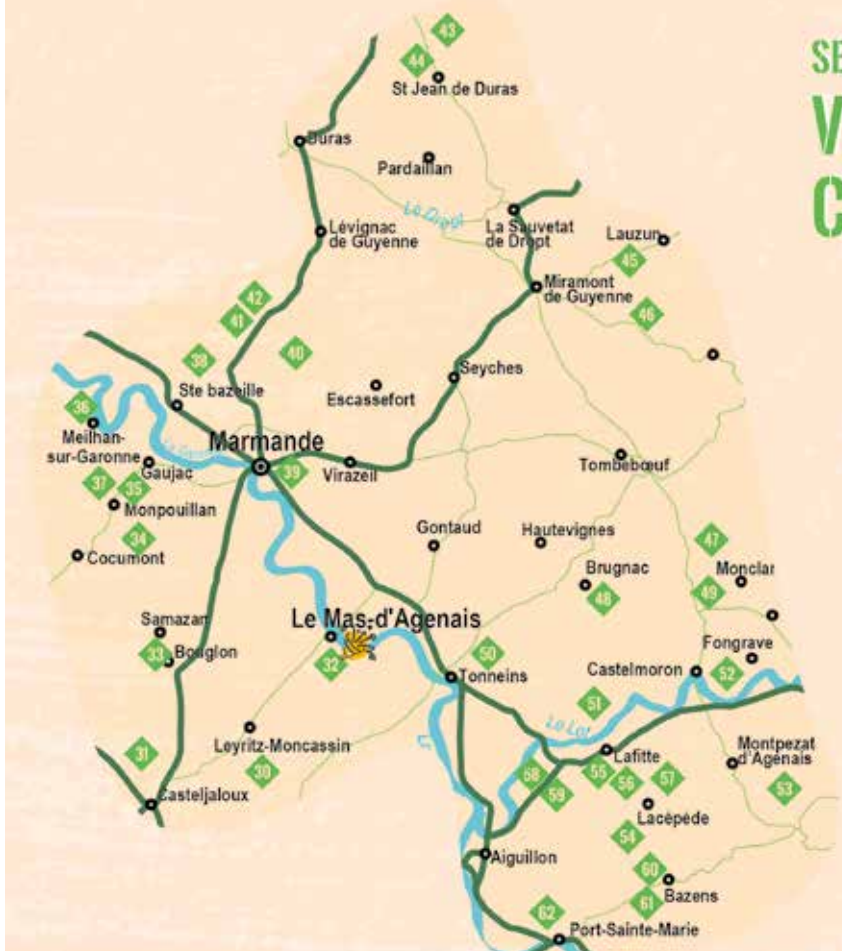 43
44
St Jean de Duras
SE
V
C
Duras
Pardaillan
Le Dropt
La Sauvetat
de Dropt
Lauzun
45
Lévignac
de Guyenne
Miramont
de Guyenne
42
41
46
38
40
Seyches
Ste bazeille
Escassefort
36
Meilhan-
sur-Garonne
Marmande
Gaujac
39
Virazeil
Tombebœuf
37
35
Monpouillan
34
Gontaud
Hautevignes
47
Cocumont
Brugnac
Monclar
48
49
Samazan
Le Mas-d'Agenais
33
Bouglon
32
50
Fongrave
Castelmoron
52
Tonneins
51
Le Lot
Leyritz-Moncassin
31
30
Lafitte
Montpezat
d'Agenais
58
55
56
57
59
53
Casteljaloux
Lacépède
54
Aiguillon
60
Bazens
61
62
Port-Sainte-Marie